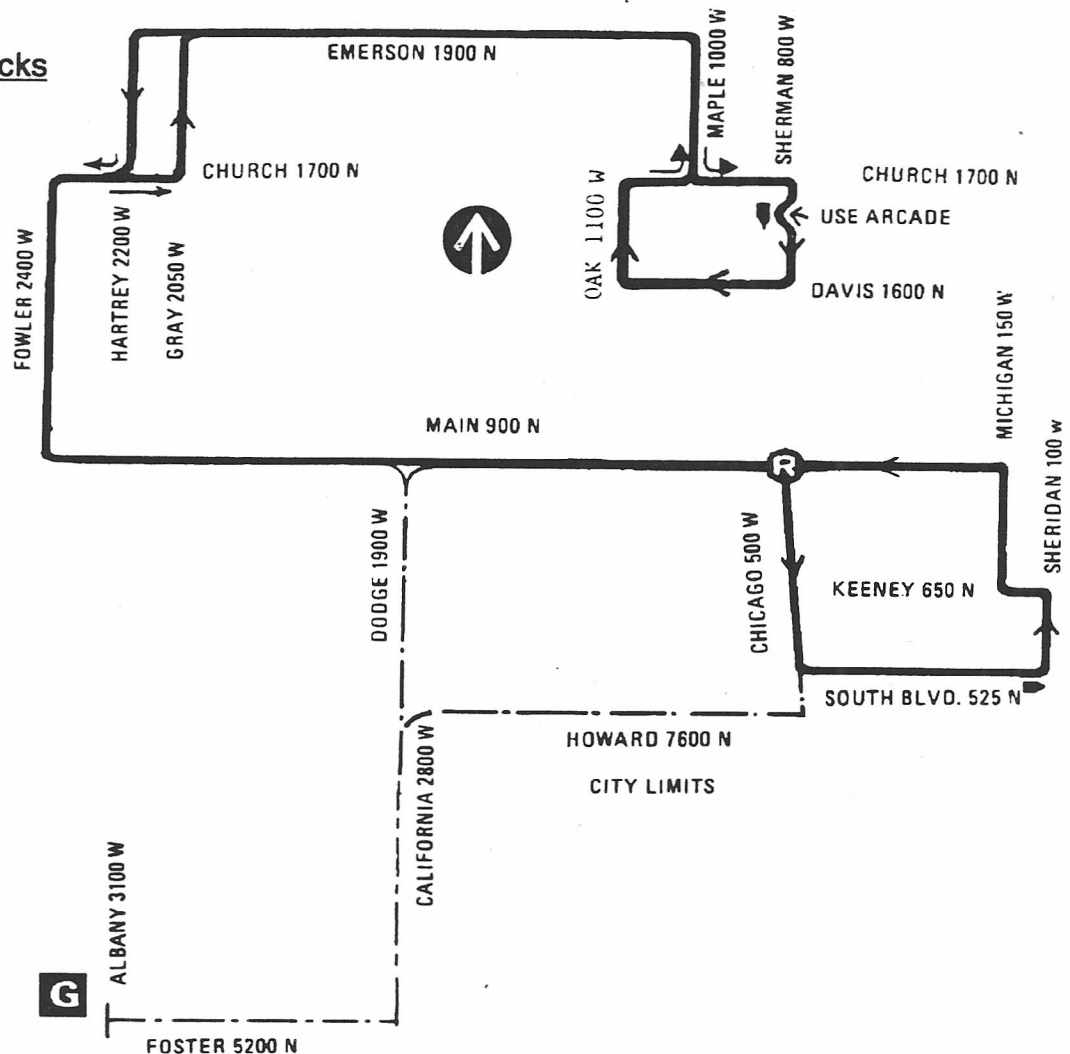 cks
EMERSON 1900 N
MAPLE 1000 W
SHERMAN 800 W
CHURCH 1700 N
CHURCH 1700 N
USE ARCADE
OAK 1100 W
DAVIS 1600 N
FOWLER 2400 W
HARTREY 2200 W
GRAY 2050 W
MICHIGAN 150 W
MAIN 900 N
R
SHERIDAN 100 w
DODGE 1900 W
CHICAGO 500 W
KEENEY 650 N
SOUTH BLVD. 525 N
HOWARD 7600 N
CITY LIMITS
CALIFORNIA 2800 W
ALBANY 3100 W
G
FOSTER 5200 N